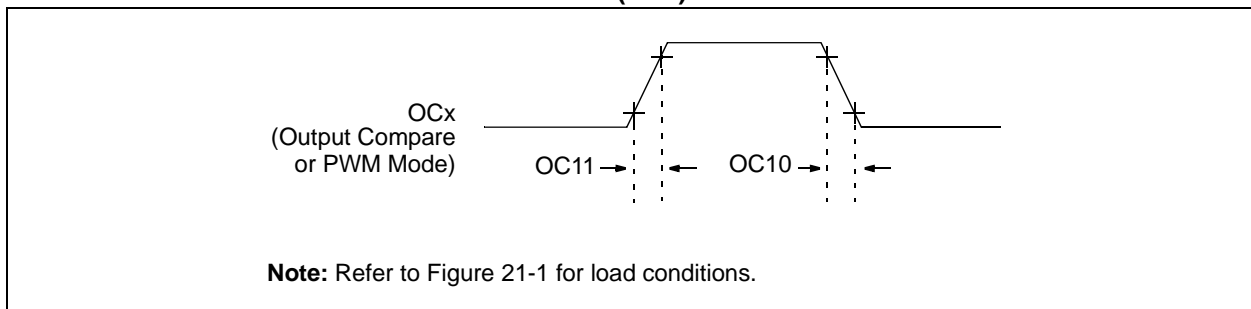 OCx
(Output Compare
or PWM Mode)
OC11
OC10
Note: Refer to Figure 21-1 for load conditions.